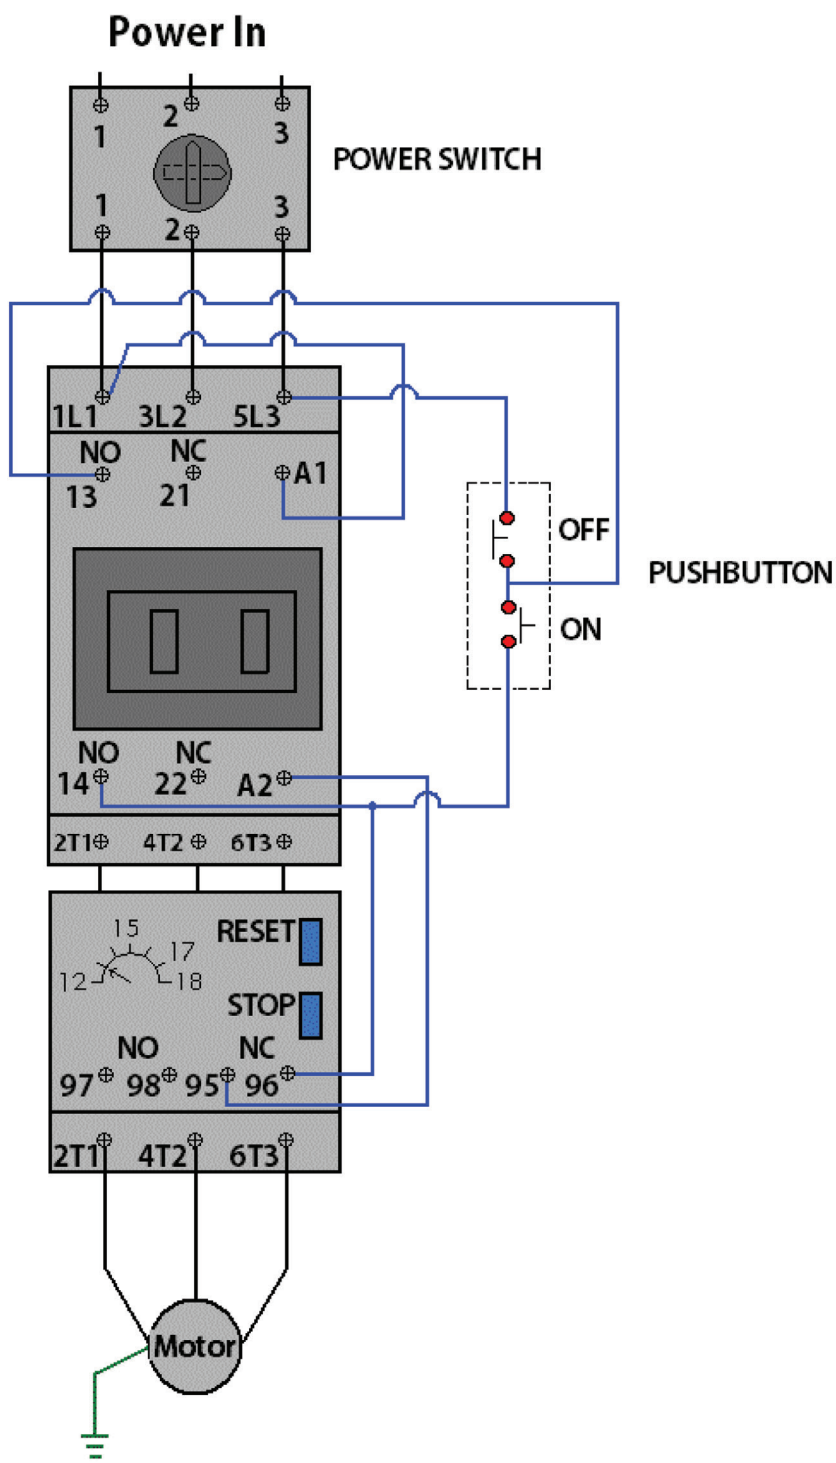 Power In
1 2 3
POWER SWITCH
1 2 3
1L1 3L2 5L3
NO NC
13 21 A1
OFF
PUSHBUTTON
ON
NO NC
14 22 A2
2T1 4T2 6T3
15
17
12 18
RESET
STOP
NO NC
97 98 95 96
2T1 4T2 6T3
Motor